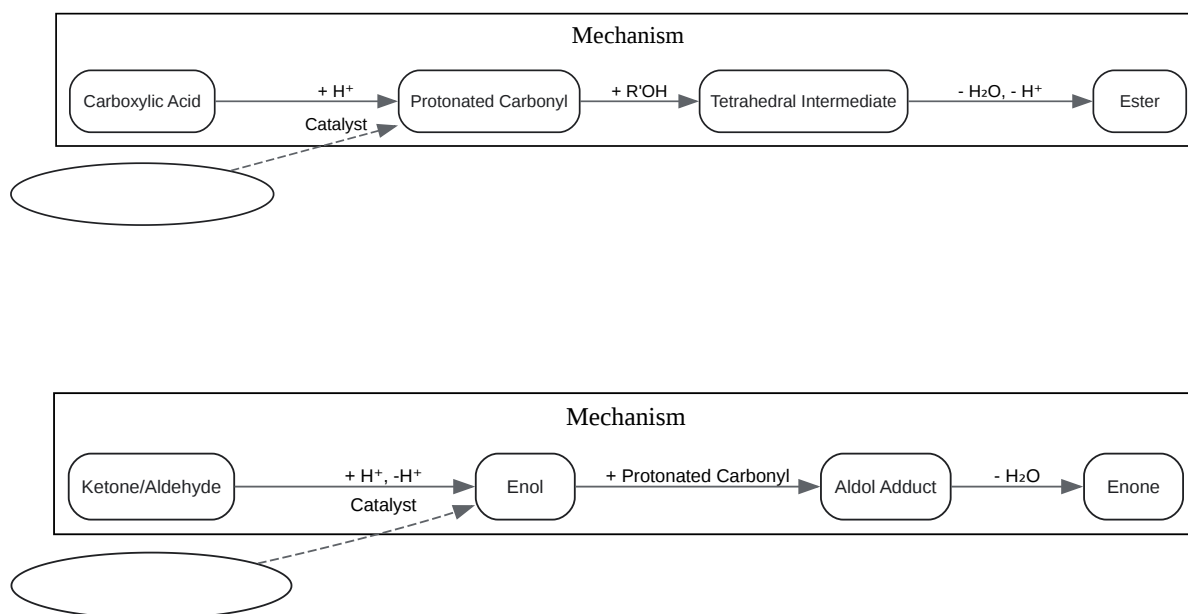 Mechanism
Carboxylic Acid
+ H⁺
Protonated Carbonyl
+ R'OH
Tetrahedral Intermediate
- H₂O, - H⁺
Ester
Catalyst
Mechanism
Ketone/Aldehyde
+ H⁺, -H⁺
Enol
+ Protonated Carbonyl
Aldol Adduct
- H₂O
Enone
Catalyst